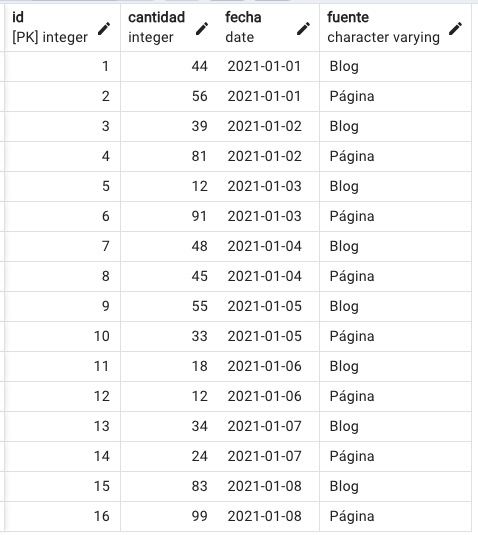 id cantidad fecha fuente
[PK] integer integer date character varying
1 44 2021-01-01 Blog
2 56 2021-01-01 Página
3 39 2021-01-02 Blog
4 81 2021-01-02 Página
5 12 2021-01-03 Blog
6 91 2021-01-03 Página
7 48 2021-01-04 Blog
8 45 2021-01-04 Página
9 55 2021-01-05 Blog
10 33 2021-01-05 Página
11 18 2021-01-06 Blog
12 12 2021-01-06 Página
13 34 2021-01-07 Blog
14 24 2021-01-07 Página
15 83 2021-01-08 Blog
16 99 2021-01-08 Página